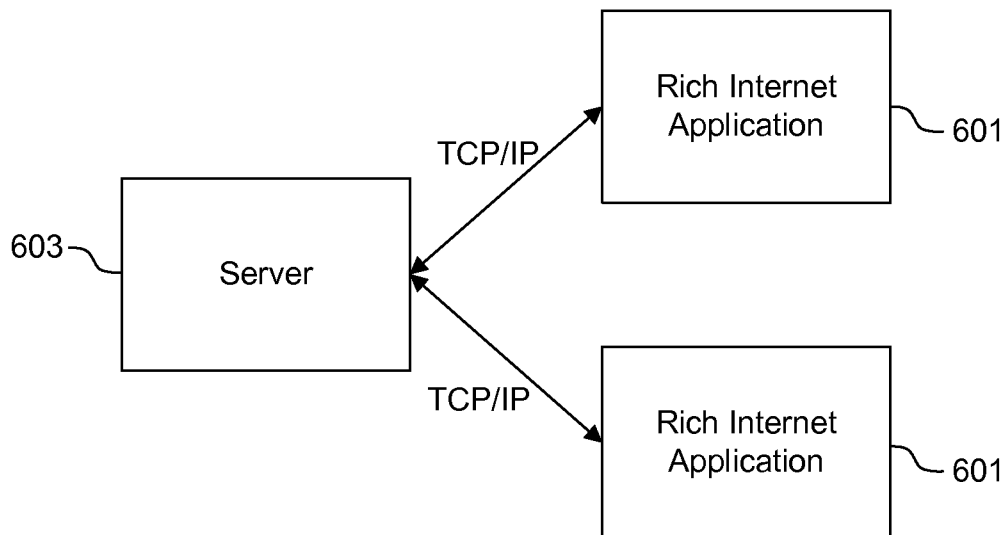 Rich Internet
Application
601
TCP/IP
603
Server
TCP/IP
Rich Internet
Application
601